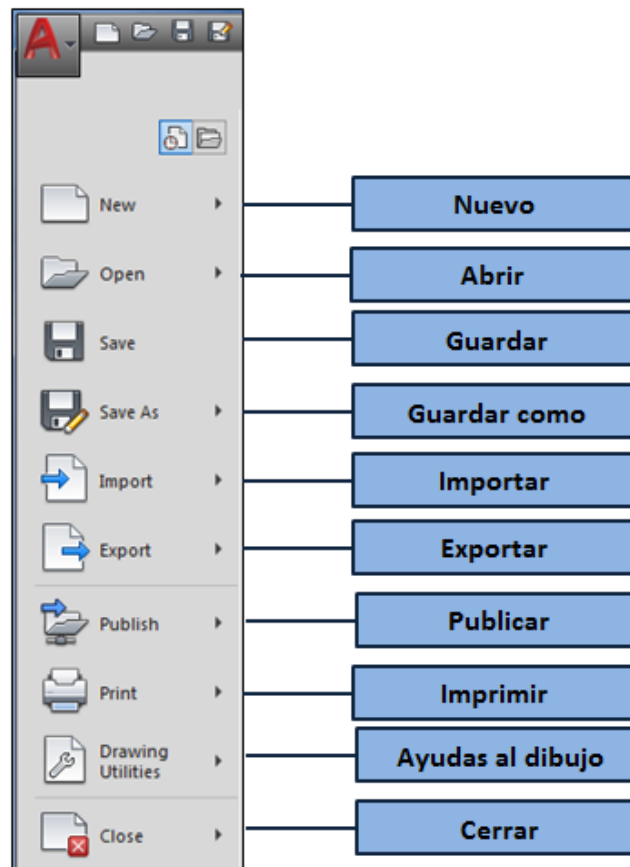 A
New
Nuevo
Open
Abrir
Save
Guardar
Save As
Guardar como
Import
Importar
Export
Exportar
Publish
Publicar
Print
Imprimir
Drawing
Utilities
Ayudas al dibujo
Close
Cerrar